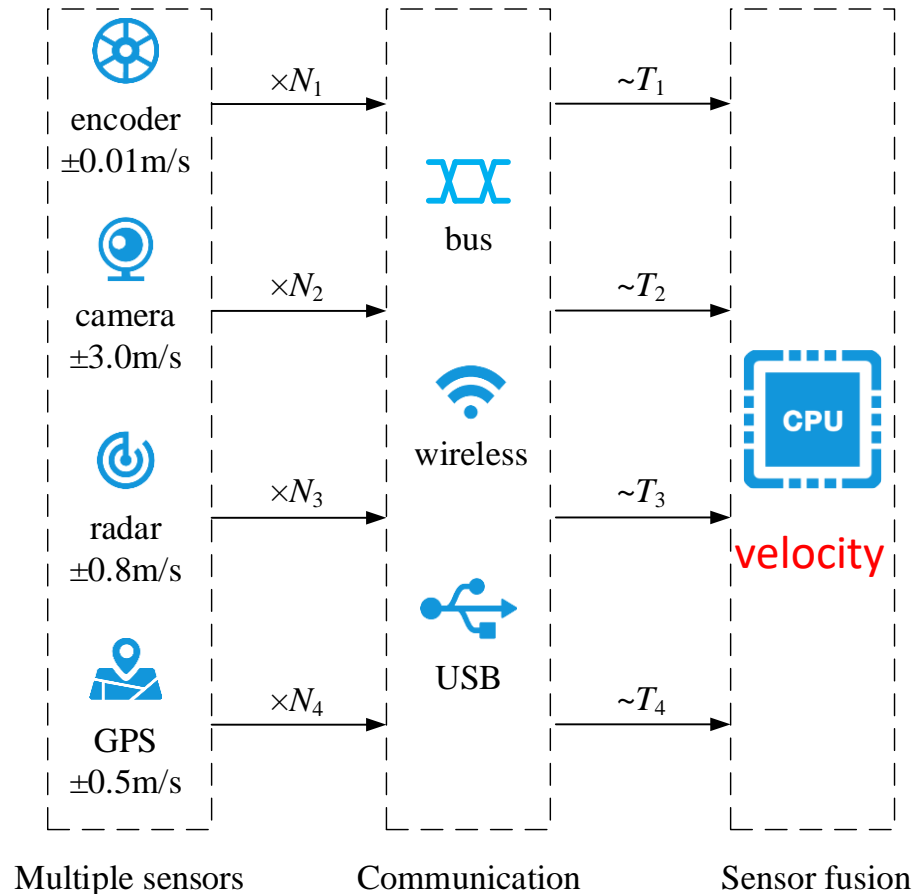 encoder
±0.01m/s
camera
±3.0m/s
radar
±0.8m/s
GPS
±0.5m/s
×N₁
×N₂
×N₃
×N₄
bus
wireless
USB
~T₁
~T₂
~T₃
~T₄
CPU
velocity
Multiple sensors
Communication
Sensor fusion